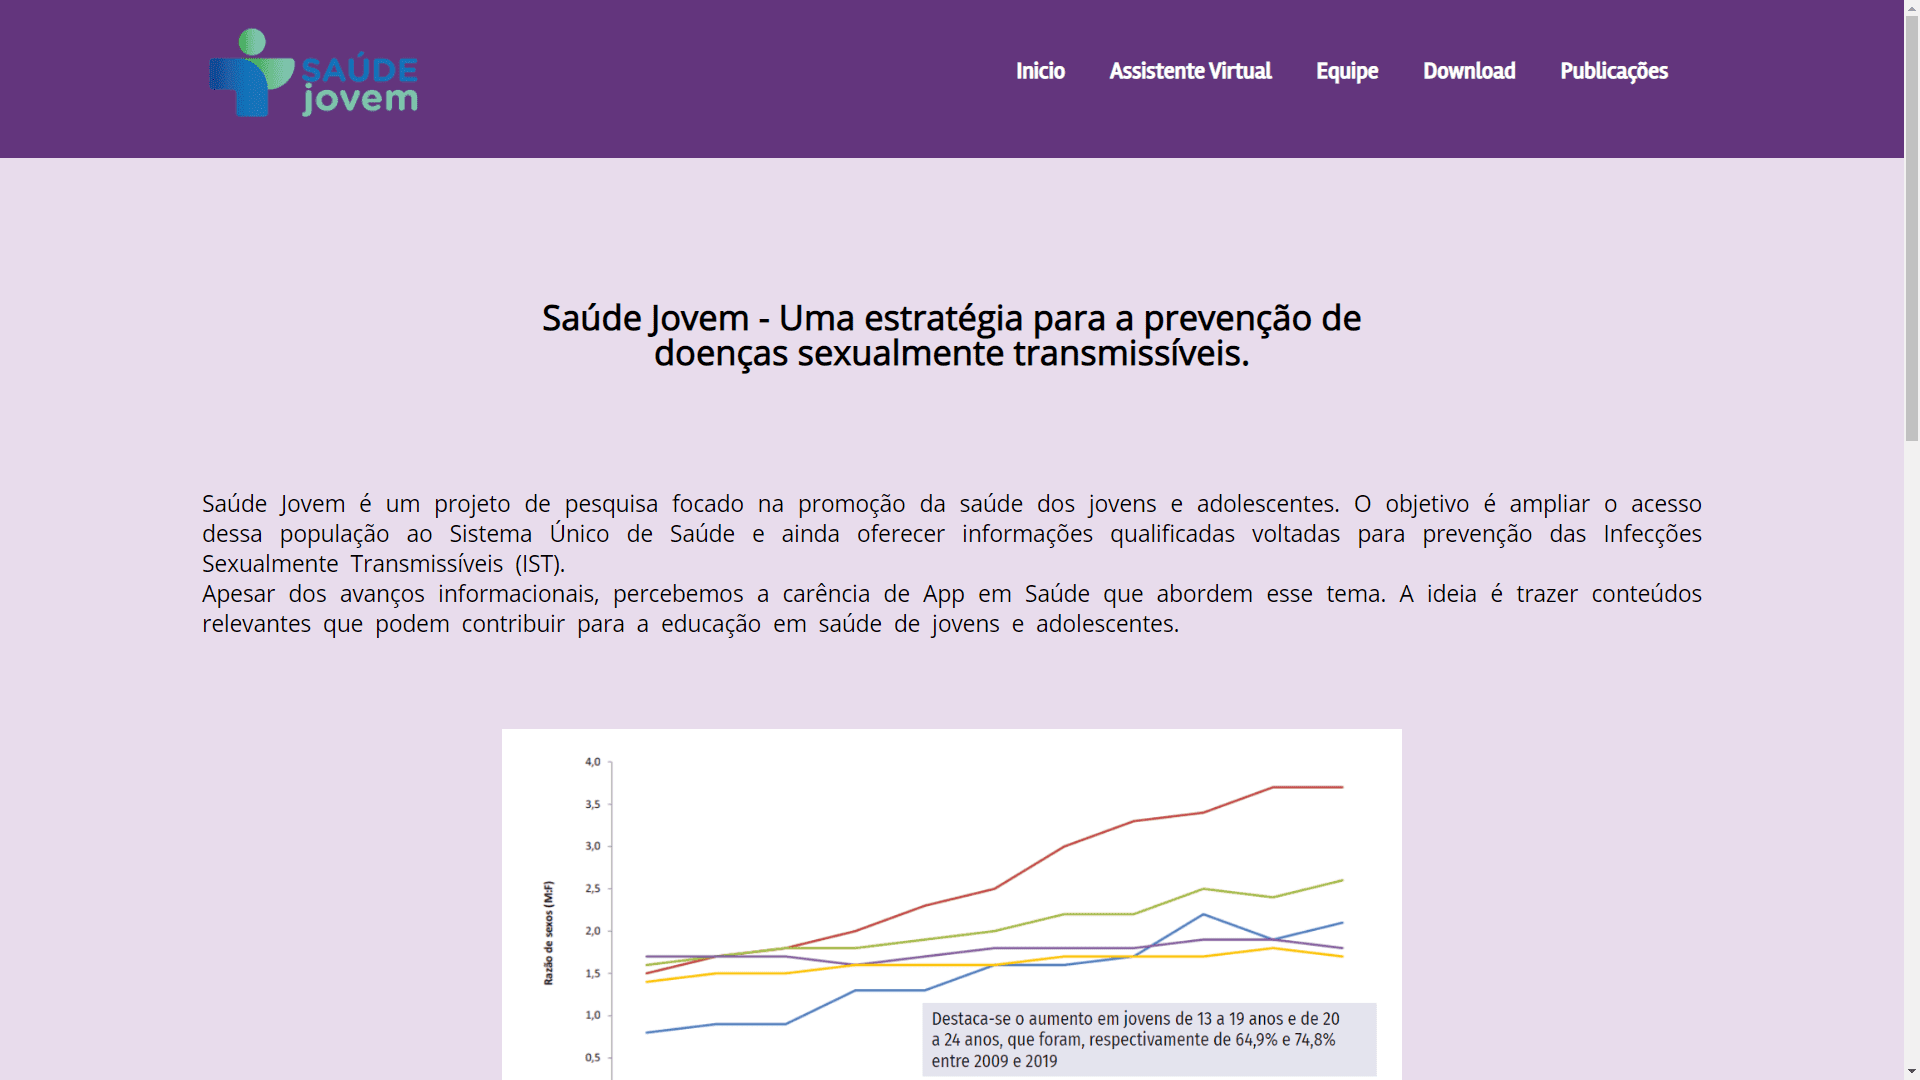 SAÚDE
jovem
Inicio Assistente Virtual Equipe Download Publicações
Saúde Jovem - Uma estratégia para a prevenção de
doenças sexualmente transmissíveis.
Saúde Jovem é um projeto de pesquisa focado na promoção da saúde dos jovens e adolescentes. O objetivo é ampliar o acesso
dessa população ao Sistema Único de Saúde e ainda oferecer informações qualificadas voltadas para prevenção das Infecções
Sexualmente Transmissíveis (IST).
Apesar dos avanços informacionais, percebemos a carência de App em Saúde que abordem esse tema. A ideia é trazer conteúdos
relevantes que podem contribuir para a educação em saúde de jovens e adolescentes.
4,0
3,5
3,0
2,5
2,0
1,5
1,0
0,5
Razão de sexos (M:F)
Destaca-se o aumento em jovens de 13 a 19 anos e de 20
a 24 anos, que foram, respectivamente de 64,9% e 74,8%
entre 2009 e 2019